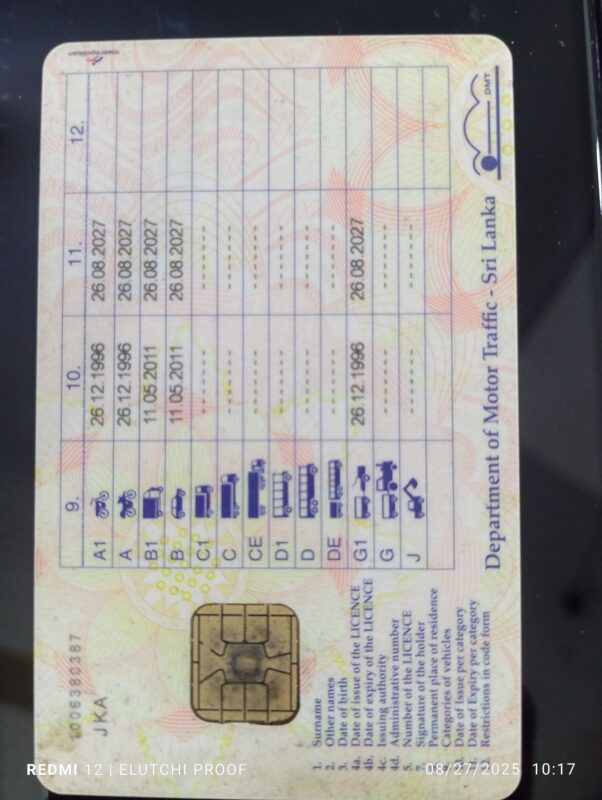 metropolitan
9. 10. 11. 12.
A1 26.12.1996 26.08.2027
A 26.12.1996 26.08.2027
B1 11.05.2011 26.08.2027
B 11.05.2011 26.08.2027
C1 ------ ------
C ------ ------
CE ------ ------
D1 ------ ------
D ------ ------
DE ------ ------
G1 26.12.1996 26.08.2027
G ------ ------
J ------ ------
DMT
Department of Motor Traffic - Sri Lanka
JKA
1. Surname
2. Other names
3. Date of birth
4a. Date of issue of the LICENCE
4b. Date of expiry of the LICENCE
4c. Issuing authority
4d. Administrative number
5. Number of the LICENCE
Signature of the holder
Permanent place of residence
Categories of vehicles
Date of Issue per category
Date of Expiry per category
Restrictions in code form
REDMI 12 | ELUTCHI PROOF
08/27/2025 10:17